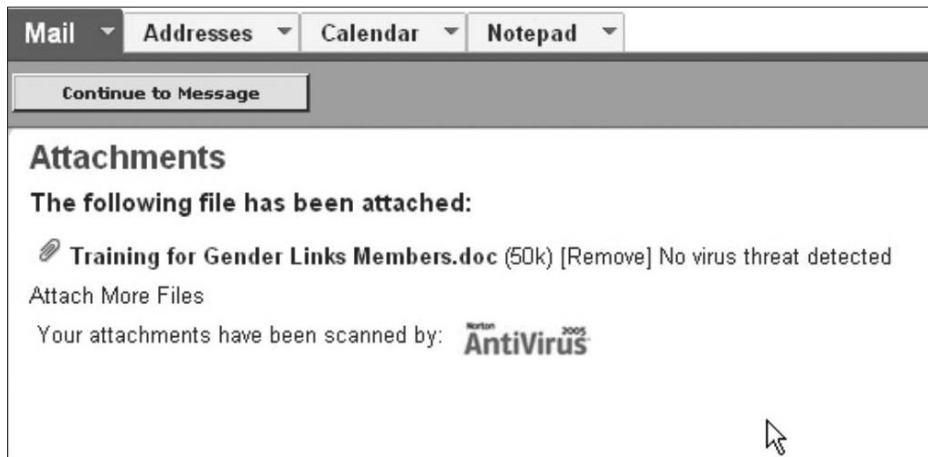 Mail Addresses Calendar Notepad
Continue to Message
Attachments
The following file has been attached:
Training for Gender Links Members.doc (50k) [Remove] No virus threat detected
Attach More Files
Your attachments have been scanned by: Norton AntiVirus 2005